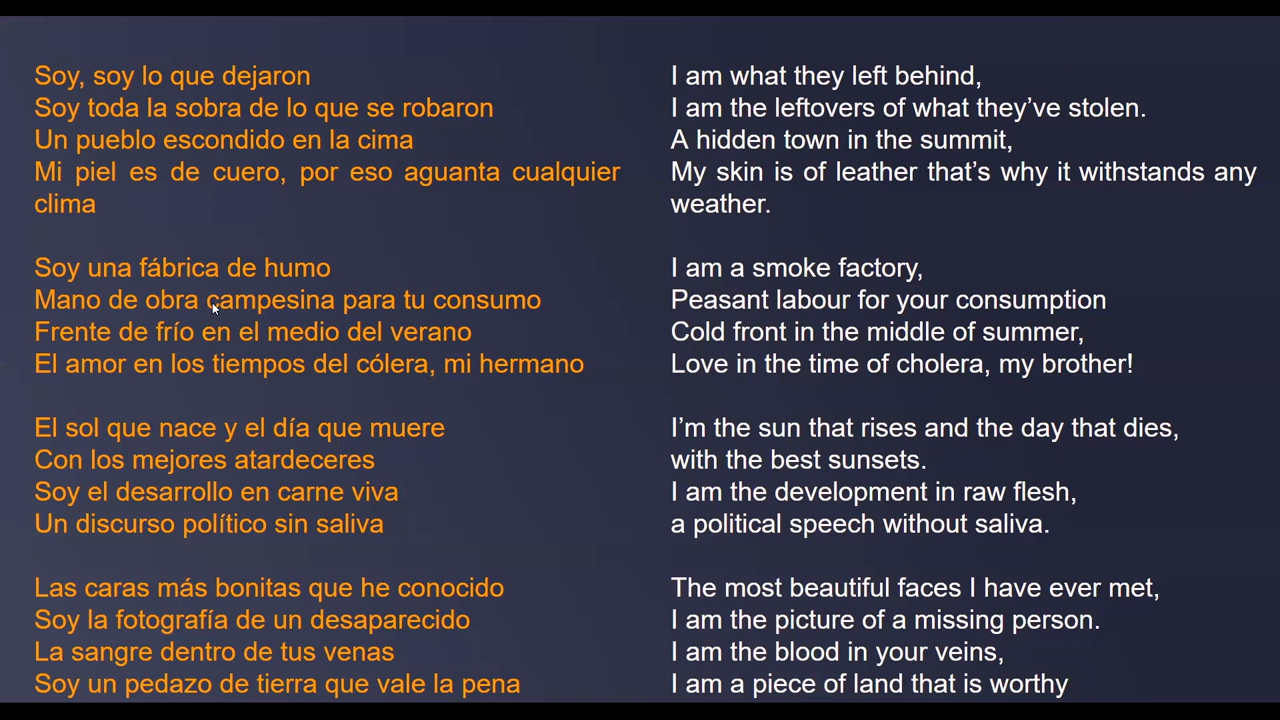 Soy, soy lo que dejaron
Soy toda la sobra de lo que se robaron
Un pueblo escondido en la cima
Mi piel es de cuero, por eso aguanta cualquier
clima
Soy una fábrica de humo
Mano de obra campesina para tu consumo
Frente de frío en el medio del verano
El amor en los tiempos del cólera, mi hermano
El sol que nace y el día que muere
Con los mejores atardeceres
Soy el desarrollo en carne viva
Un discurso político sin saliva
Las caras más bonitas que he conocido
Soy la fotografía de un desaparecido
La sangre dentro de tus venas
Soy un pedazo de tierra que vale la pena
I am what they left behind,
I am the leftovers of what they’ve stolen.
A hidden town in the summit,
My skin is of leather that’s why it withstands any
weather.
I am a smoke factory,
Peasant labour for your consumption
Cold front in the middle of summer,
Love in the time of cholera, my brother!
I’m the sun that rises and the day that dies,
with the best sunsets.
I am the development in raw flesh,
a political speech without saliva.
The most beautiful faces I have ever met,
I am the picture of a missing person.
I am the blood in your veins,
I am a piece of land that is worthy